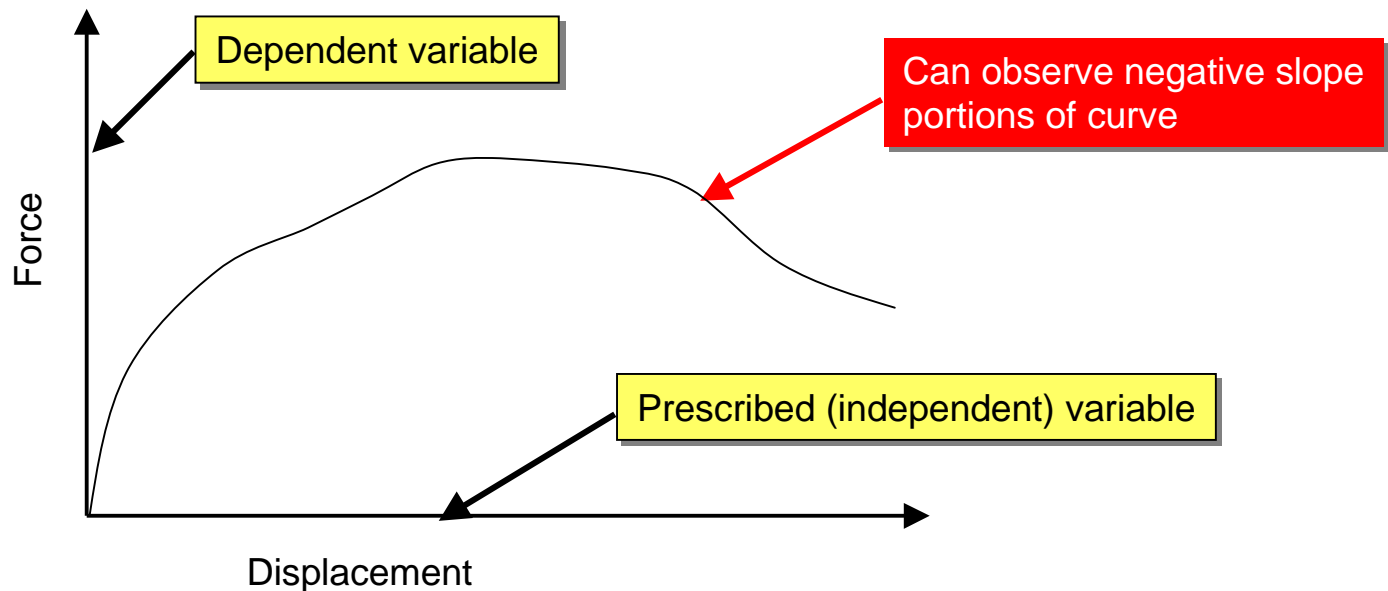 Dependent variable
Can observe negative slope
portions of curve
Force
Prescribed (independent) variable
Displacement